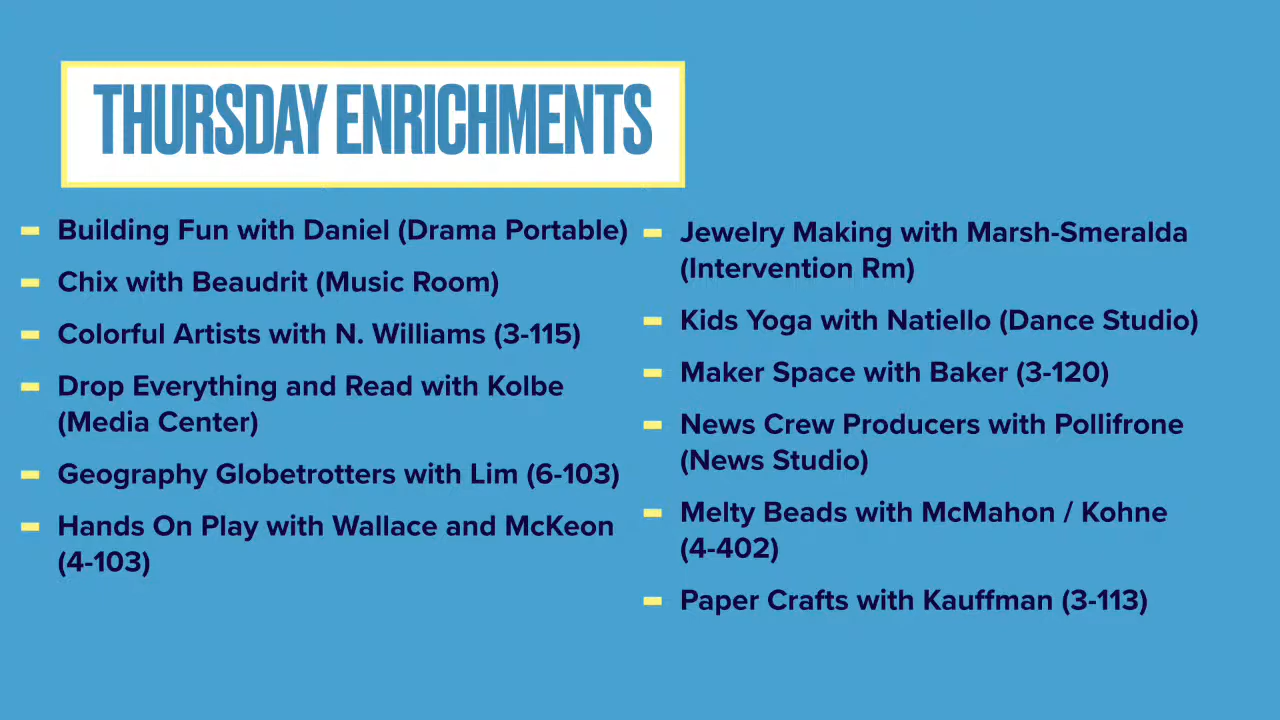 THURSDAY ENRICHMENTS
Building Fun with Daniel (Drama Portable)
Chix with Beaudrit (Music Room)
Colorful Artists with N. Williams (3-115)
Drop Everything and Read with Kolbe
(Media Center)
Geography Globetrotters with Lim (6-103)
Hands On Play with Wallace and McKeon
(4-103)
Jewelry Making with Marsh-Smeralda
(Intervention Rm)
Kids Yoga with Natiello (Dance Studio)
Maker Space with Baker (3-120)
News Crew Producers with Pollifrone
(News Studio)
Melty Beads with McMahon / Kohne
(4-402)
Paper Crafts with Kauffman (3-113)